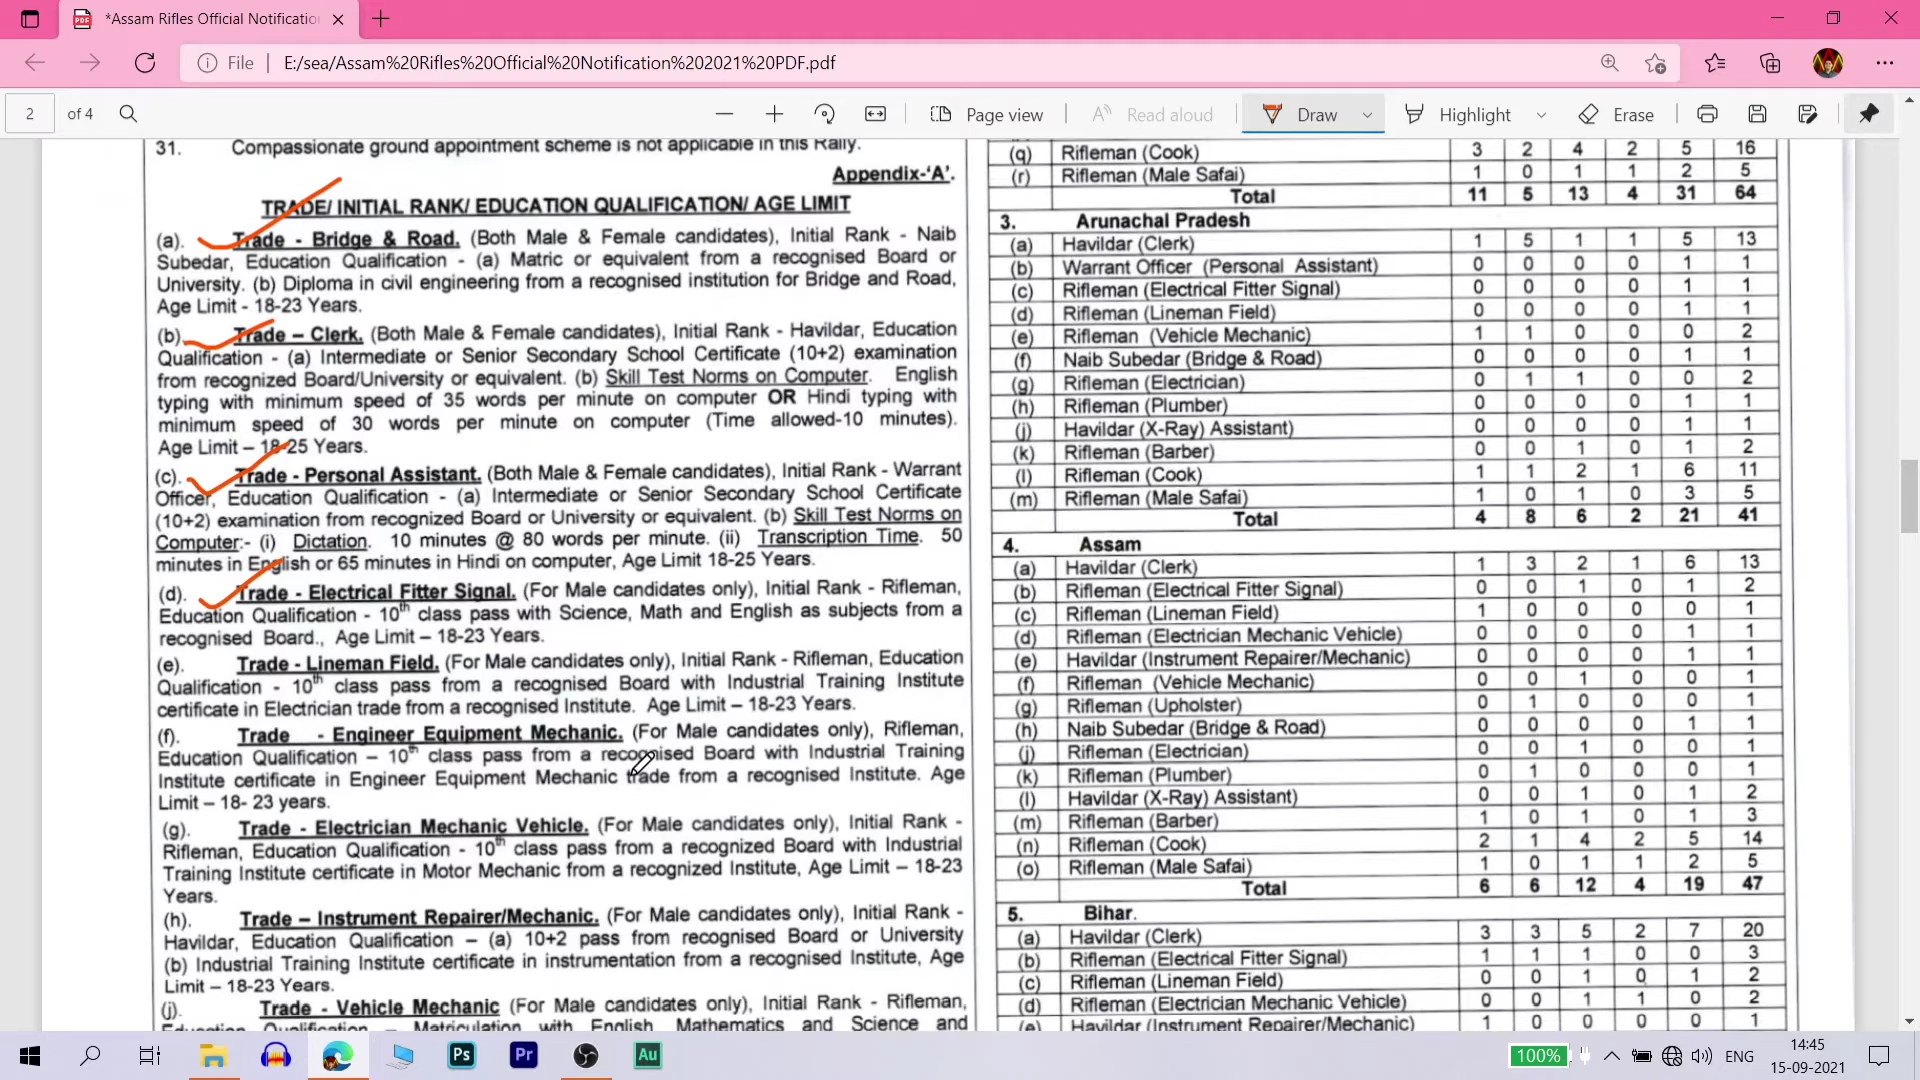 *Assam Rifles Official Notificatio
File
E:/sea/Assam%20Rifles%20Official%20Notification%202021%20PDF.pdf
2 of 4
Page view
Read aloud
Draw
Highlight
Erase
31. Compassionate ground appointment scheme is not applicable in this Rally.
Appendix-'A'.
TRADE/ INITIAL RANK/ EDUCATION QUALIFICATION/ AGE LIMIT
(a). Trade - Bridge & Road. (Both Male & Female candidates), Initial Rank - Naib
Subedar, Education Qualification - (a) Matric or equivalent from a recognised Board or
University. (b) Diploma in civil engineering from a recognised institution for Bridge and Road,
Age Limit - 18-23 Years.
(b). Trade – Clerk. (Both Male & Female candidates), Initial Rank - Havildar, Education
Qualification - (a) Intermediate or Senior Secondary School Certificate (10+2) examination
from recognized Board/University or equivalent. (b) Skill Test Norms on Computer. English
typing with minimum speed of 35 words per minute on computer OR Hindi typing with
minimum speed of 30 words per minute on computer (Time allowed-10 minutes).
Age Limit – 18-25 Years.
(c). Trade - Personal Assistant. (Both Male & Female candidates), Initial Rank - Warrant
Officer, Education Qualification - (a) Intermediate or Senior Secondary School Certificate
(10+2) examination from recognized Board or University or equivalent. (b) Skill Test Norms on
Computer:- (i) Dictation. 10 minutes @ 80 words per minute. (ii) Transcription Time. 50
minutes in English or 65 minutes in Hindi on computer, Age Limit 18-25 Years.
(d). Trade - Electrical Fitter Signal. (For Male candidates only), Initial Rank - Rifleman,
Education Qualification - 10th class pass with Science, Math and English as subjects from a
recognised Board., Age Limit – 18-23 Years.
(e). Trade - Lineman Field. (For Male candidates only), Initial Rank - Rifleman, Education
Qualification - 10th class pass from a recognised Board with Industrial Training Institute
certificate in Electrician trade from a recognised Institute. Age Limit – 18-23 Years.
(f). Trade - Engineer Equipment Mechanic. (For Male candidates only), Rifleman,
Education Qualification – 10th class pass from a recognised Board with Industrial Training
Institute certificate in Engineer Equipment Mechanic trade from a recognised Institute. Age
Limit – 18- 23 years.
(g). Trade - Electrician Mechanic Vehicle. (For Male candidates only), Initial Rank -
Rifleman, Education Qualification - 10th class pass from a recognized Board with Industrial
Training Institute certificate in Motor Mechanic from a recognized Institute, Age Limit – 18-23
Years.
(h). Trade – Instrument Repairer/Mechanic. (For Male candidates only), Initial Rank -
Havildar, Education Qualification – (a) 10+2 pass from recognised Board or University
(b) Industrial Training Institute certificate in instrumentation from a recognised Institute, Age
Limit – 18-23 Years.
(j). Trade - Vehicle Mechanic (For Male candidates only), Initial Rank - Rifleman,
Education Qualification – Matriculation with English, Mathematics and Science and
(q) Rifleman (Cook) 3 2 4 2 5 16
(r) Rifleman (Male Safai) 1 0 1 1 2 5
Total 11 5 13 4 31 64
3. Arunachal Pradesh
(a) Havildar (Clerk) 1 5 1 1 5 13
(b) Warrant Officer (Personal Assistant) 0 0 0 0 1 1
(c) Rifleman (Electrical Fitter Signal) 0 0 0 0 1 1
(d) Rifleman (Lineman Field) 0 0 0 0 1 1
(e) Rifleman (Vehicle Mechanic) 1 1 0 0 0 2
(f) Naib Subedar (Bridge & Road) 0 0 0 0 1 1
(g) Rifleman (Electrician) 0 1 1 0 0 2
(h) Rifleman (Plumber) 0 0 0 0 1 1
(j) Havildar (X-Ray) Assistant) 0 0 0 0 1 1
(k) Rifleman (Barber) 0 0 1 0 1 2
(l) Rifleman (Cook) 1 1 2 1 6 11
(m) Rifleman (Male Safai) 1 0 1 0 3 5
Total 4 8 6 2 21 41
4. Assam
(a) Havildar (Clerk) 1 3 2 1 6 13
(b) Rifleman (Electrical Fitter Signal) 0 0 1 0 1 2
(c) Rifleman (Lineman Field) 1 0 0 0 0 1
(d) Rifleman (Electrician Mechanic Vehicle) 0 0 0 0 1 1
(e) Havildar (Instrument Repairer/Mechanic) 0 0 0 0 1 1
(f) Rifleman (Vehicle Mechanic) 0 0 1 0 0 1
(g) Rifleman (Upholster) 0 1 0 0 0 1
(h) Naib Subedar (Bridge & Road) 0 0 0 0 1 1
(j) Rifleman (Electrician) 0 0 1 0 0 1
(k) Rifleman (Plumber) 0 1 0 0 0 1
(l) Havildar (X-Ray) Assistant) 0 0 1 0 1 2
(m) Rifleman (Barber) 1 0 1 0 1 3
(n) Rifleman (Cook) 2 1 4 2 5 14
(o) Rifleman (Male Safai) 1 0 1 1 2 5
Total 6 6 12 4 19 47
5. Bihar.
(a) Havildar (Clerk) 3 3 5 2 7 20
(b) Rifleman (Electrical Fitter Signal) 1 1 1 0 0 3
(c) Rifleman (Lineman Field) 0 0 1 0 1 2
(d) Rifleman (Electrician Mechanic Vehicle) 0 0 1 1 0 2
(e) Havildar (Instrument Repairer/Mechanic) 1 0 0 0 0 1
Ps
Pr
Au
100%
ENG
14:45
15-09-2021